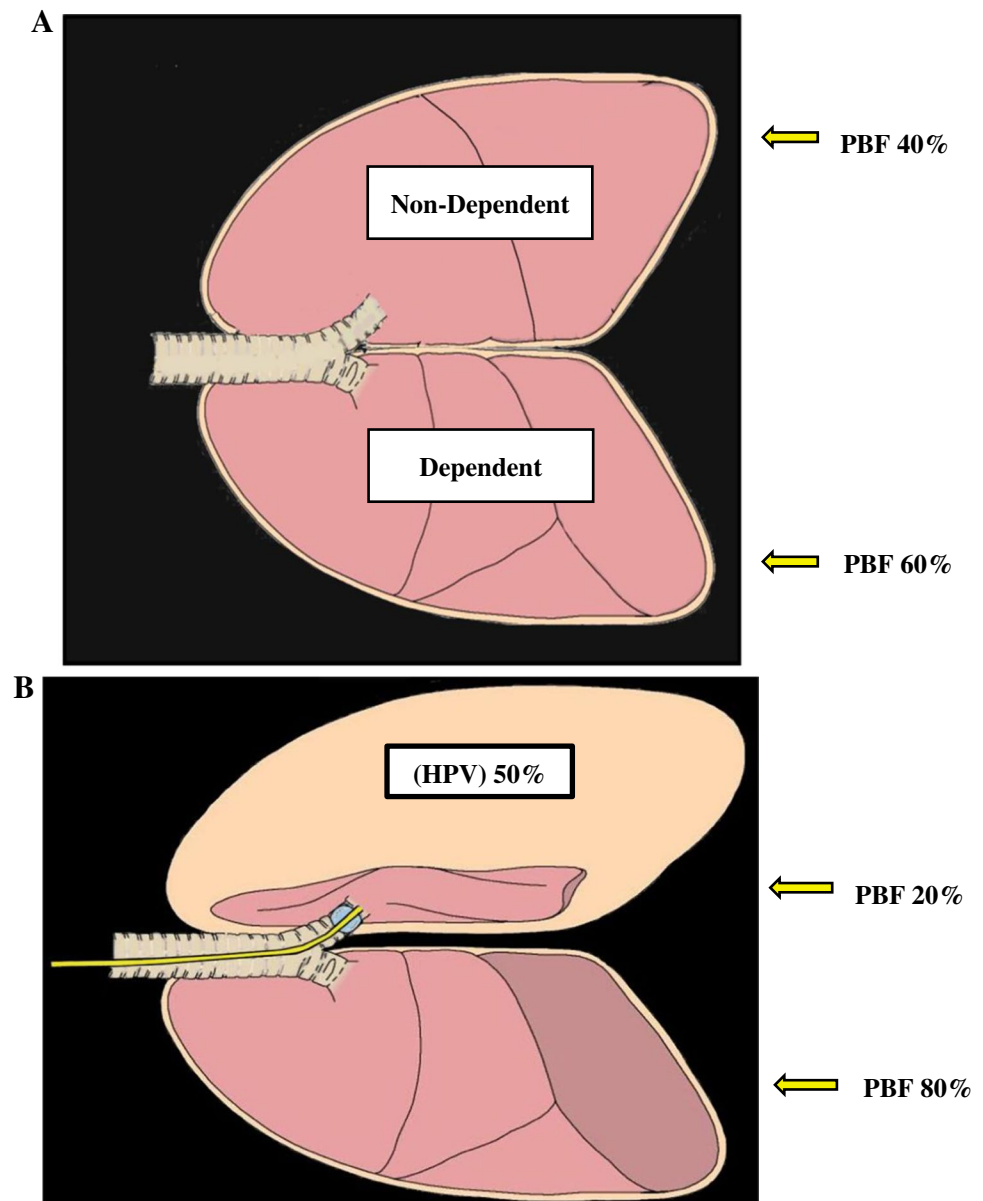 A
PBF 40%
Non-Dependent
Dependent
PBF 60%
B
(HPV) 50%
PBF 20%
PBF 80%